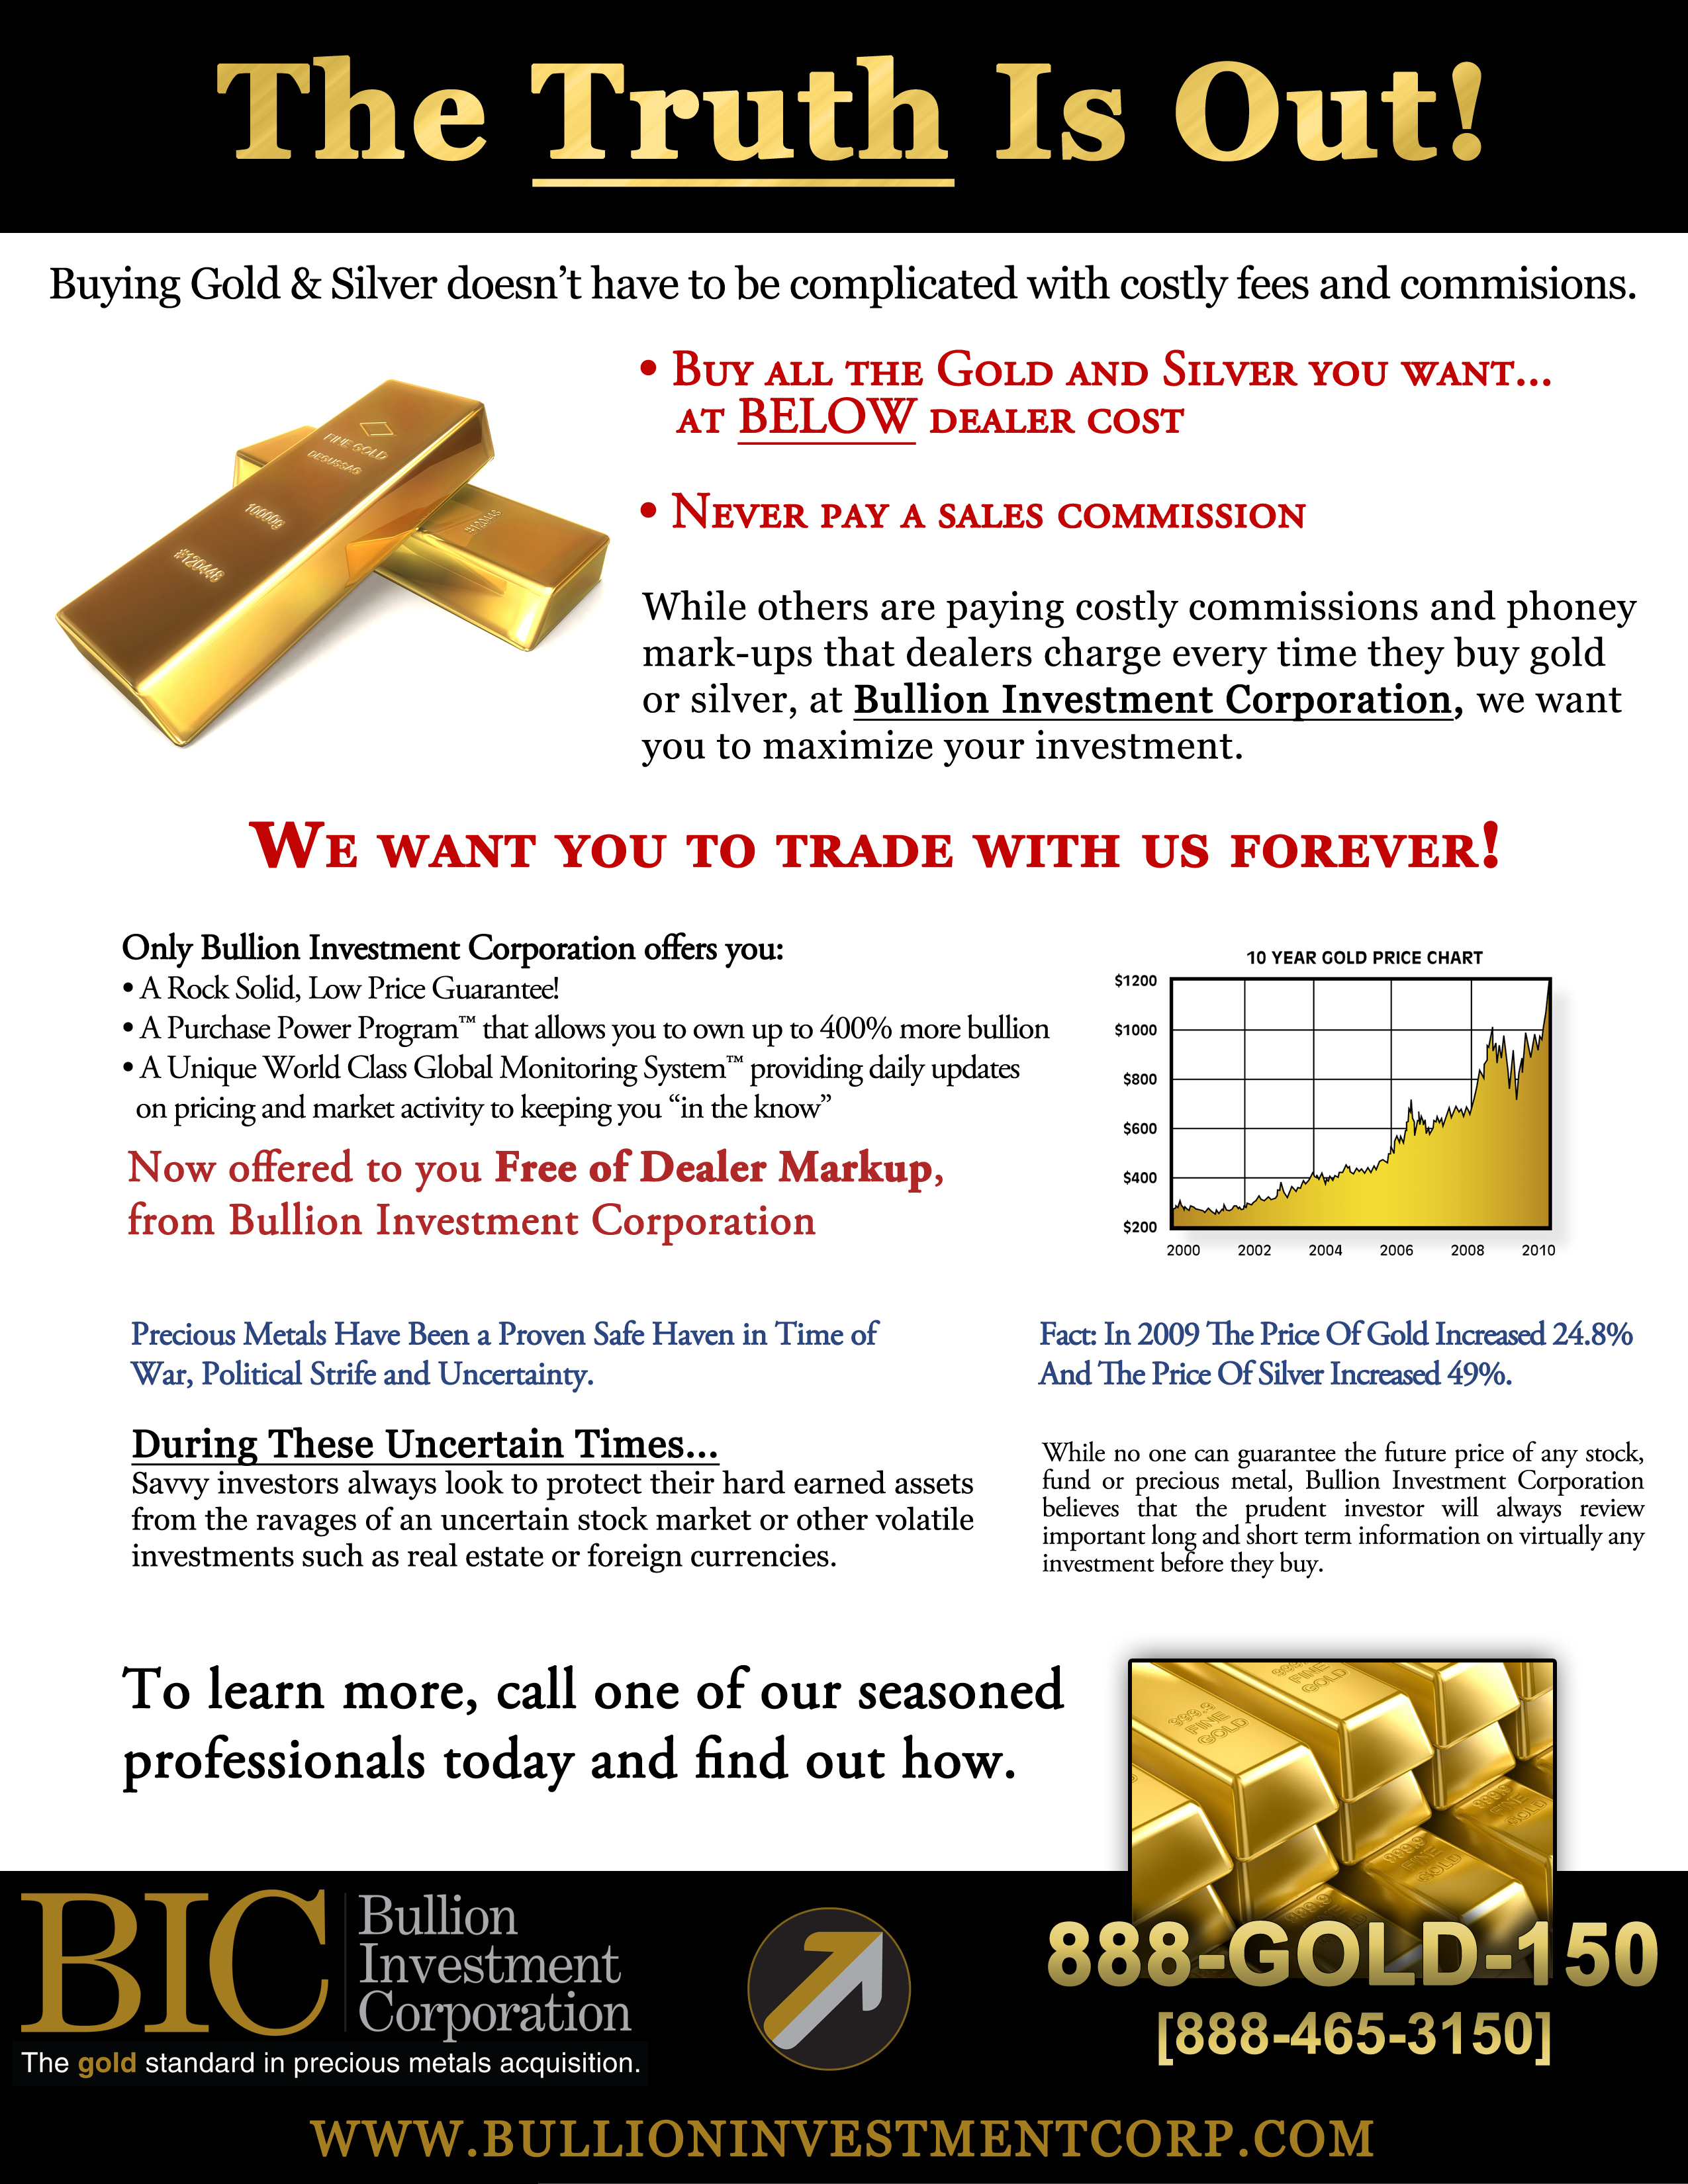 The Truth Is Out!
Buying Gold & Silver doesn't have to be complicated with costly fees and commisions.
FINE GOLD
DEGUSSAG
10000g
#120446
• Buy all the Gold and Silver you want...
at BELOW dealer cost
• Never pay a sales commission
While others are paying costly commissions and phoney
mark-ups that dealers charge every time they buy gold
or silver, at Bullion Investment Corporation, we want
you to maximize your investment.
We want you to trade with us forever!
Only Bullion Investment Corporation offers you:
• A Rock Solid, Low Price Guarantee!
• A Purchase Power Program™ that allows you to own up to 400% more bullion
• A Unique World Class Global Monitoring System™ providing daily updates
on pricing and market activity to keeping you “in the know”
Now offered to you Free of Dealer Markup,
from Bullion Investment Corporation
10 YEAR GOLD PRICE CHART
$1200
$1000
$800
$600
$400
$200
2000 2002 2004 2006 2008 2010
Precious Metals Have Been a Proven Safe Haven in Time of
War, Political Strife and Uncertainty.
Fact: In 2009 The Price Of Gold Increased 24.8%
And The Price Of Silver Increased 49%.
During These Uncertain Times...
Savvy investors always look to protect their hard earned assets
from the ravages of an uncertain stock market or other volatile
investments such as real estate or foreign currencies.
While no one can guarantee the future price of any stock,
fund or precious metal, Bullion Investment Corporation
believes that the prudent investor will always review
important long and short term information on virtually any
investment before they buy.
To learn more, call one of our seasoned
professionals today and find out how.
999.9
FINE
GOLD
FINE
GOLD
999.9
FINE
GOLD
999.9
FINE
GOLD
BIC
Bullion
Investment
Corporation
The gold standard in precious metals acquisition.
888-GOLD-150
[888-465-3150]
WWW.BULLIONINVESTMENTCORP.COM